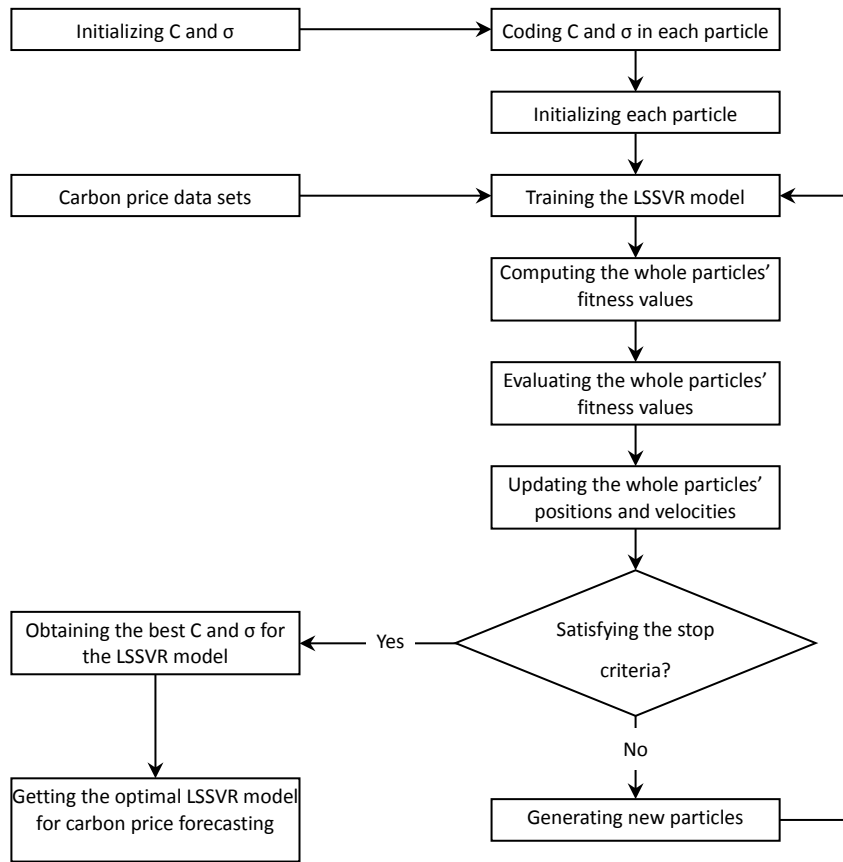 Initializing C and σ
Coding C and σ in each particle
Initializing each particle
Carbon price data sets
Training the LSSVR model
Computing the whole particles’
fitness values
Evaluating the whole particles’
fitness values
Updating the whole particles’
positions and velocities
Satisfying the stop
criteria?
Yes
Obtaining the best C and σ for
the LSSVR model
Getting the optimal LSSVR model
for carbon price forecasting
No
Generating new particles